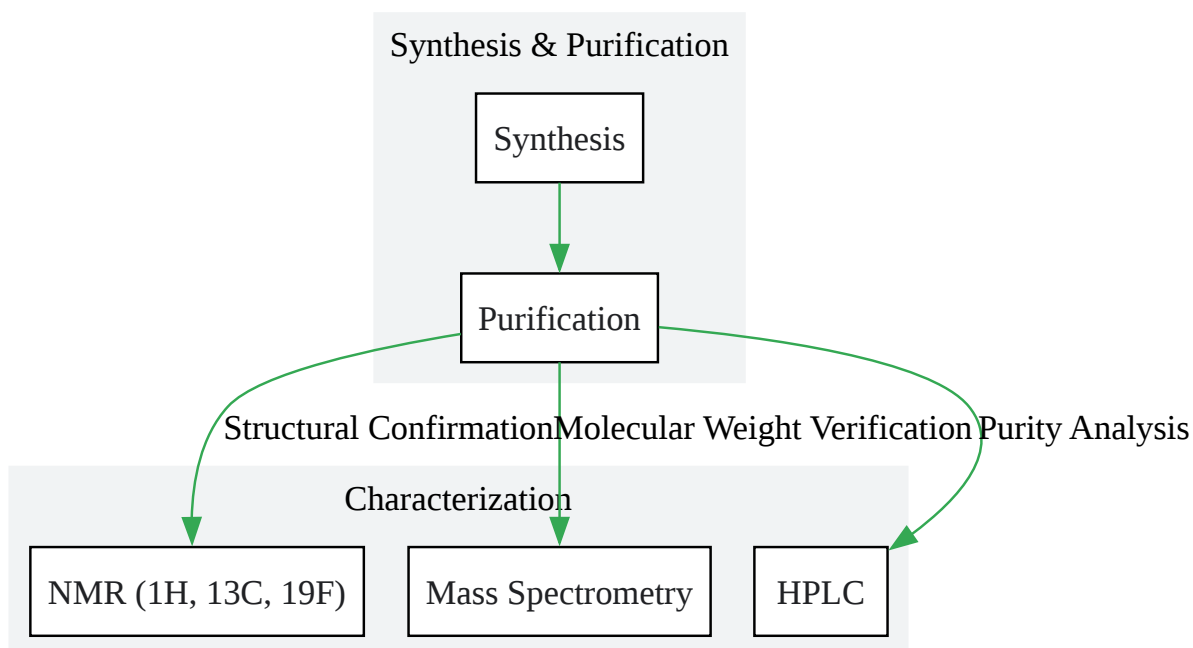 Synthesis & Purification
Synthesis
Purification
Structural Confirmation
Molecular Weight Verification
Purity Analysis
Characterization
NMR (1H, 13C, 19F)
Mass Spectrometry
HPLC